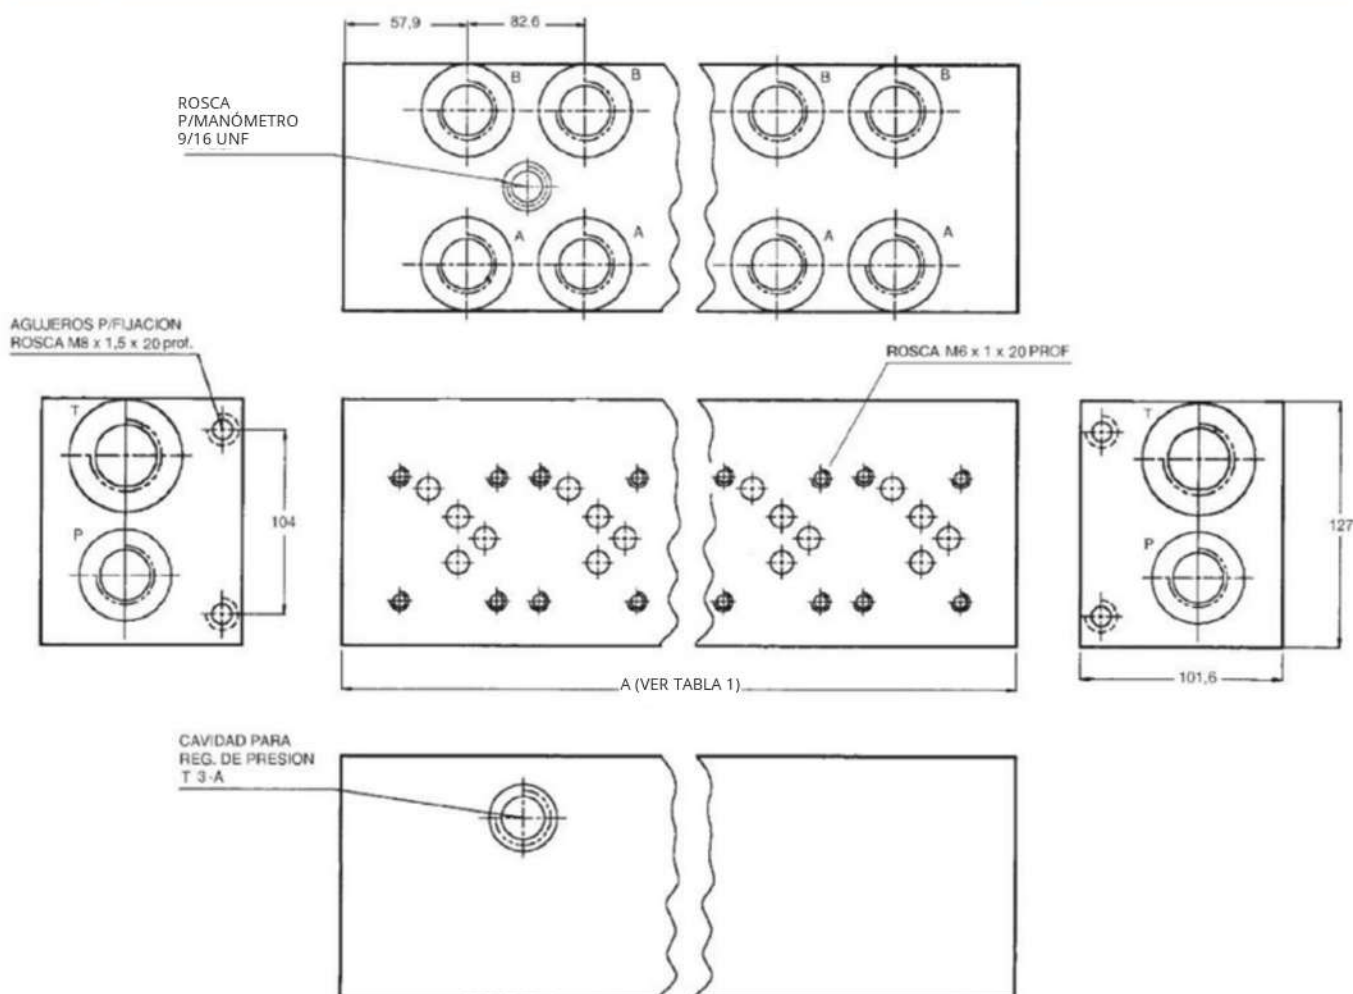 57,9
82,6
B
B
B
B
ROSCA
P/MANÓMETRO
9/16 UNF
A
A
A
A
AGUJEROS P/FIJACION
ROSCA M8 x 1,5 x 20 prof.
ROSCA M6 x 1 x 20 PROF
T
P
104
T
P
127
A (VER TABLA 1)
101,6
CAVIDAD PARA
REG. DE PRESION
T 3-A